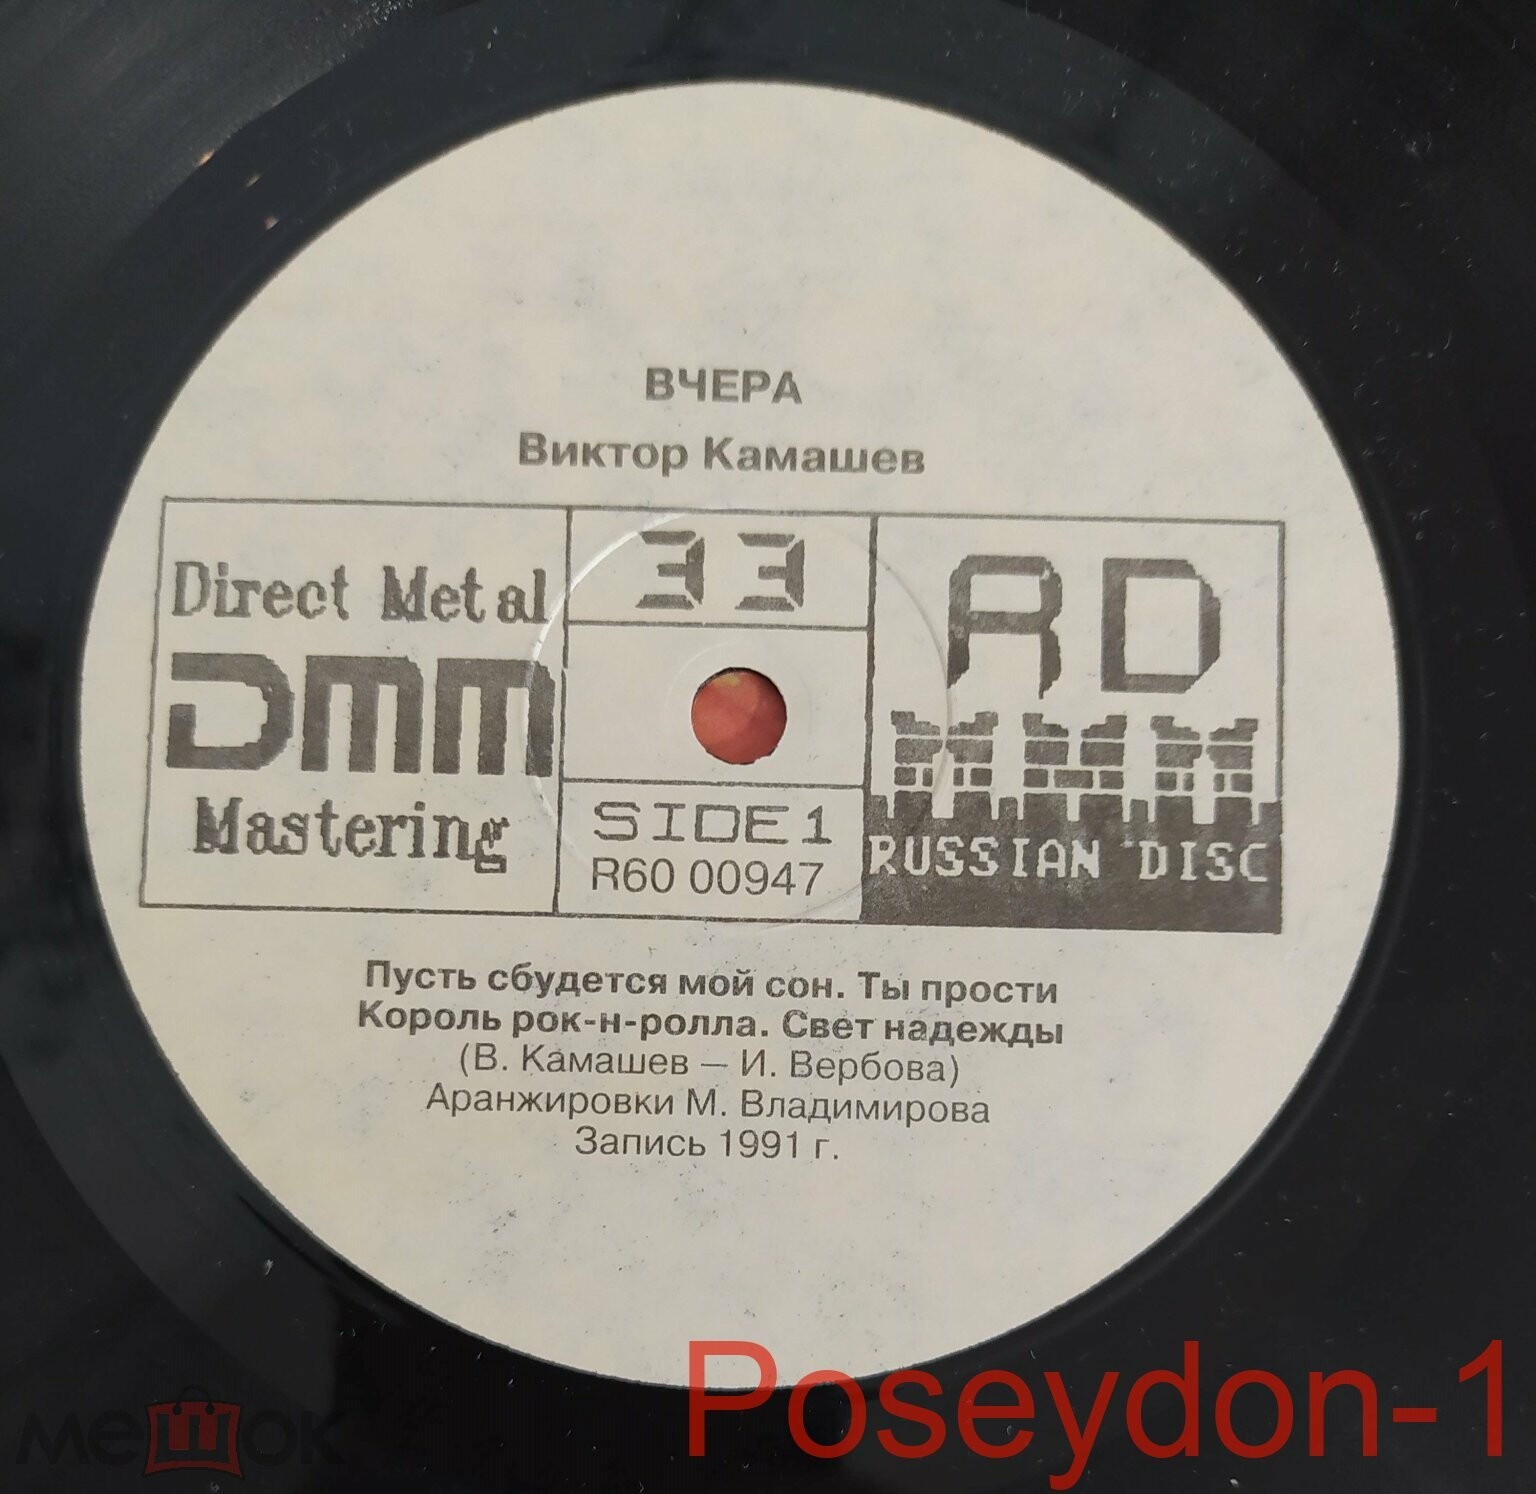 ВЧЕРА
Виктор Камашев
Direct Metal
DMM
Mastering
33
SIDE 1
R60 00947
RD
RUSSIAN DISC
Пусть сбудется мой сон. Ты прости
Король рок-н-ролла. Свет надежды
(В. Камашев — И. Вербова)
Аранжировки М. Владимирова
Запись 1991 г.
Poseydon-1
мешок